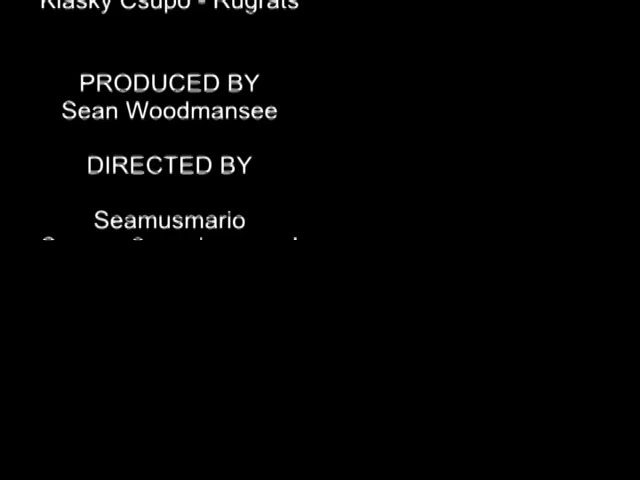 Klasky Csupo - Rugrats
PRODUCED BY
Sean Woodmansee
DIRECTED BY
Seamusmario